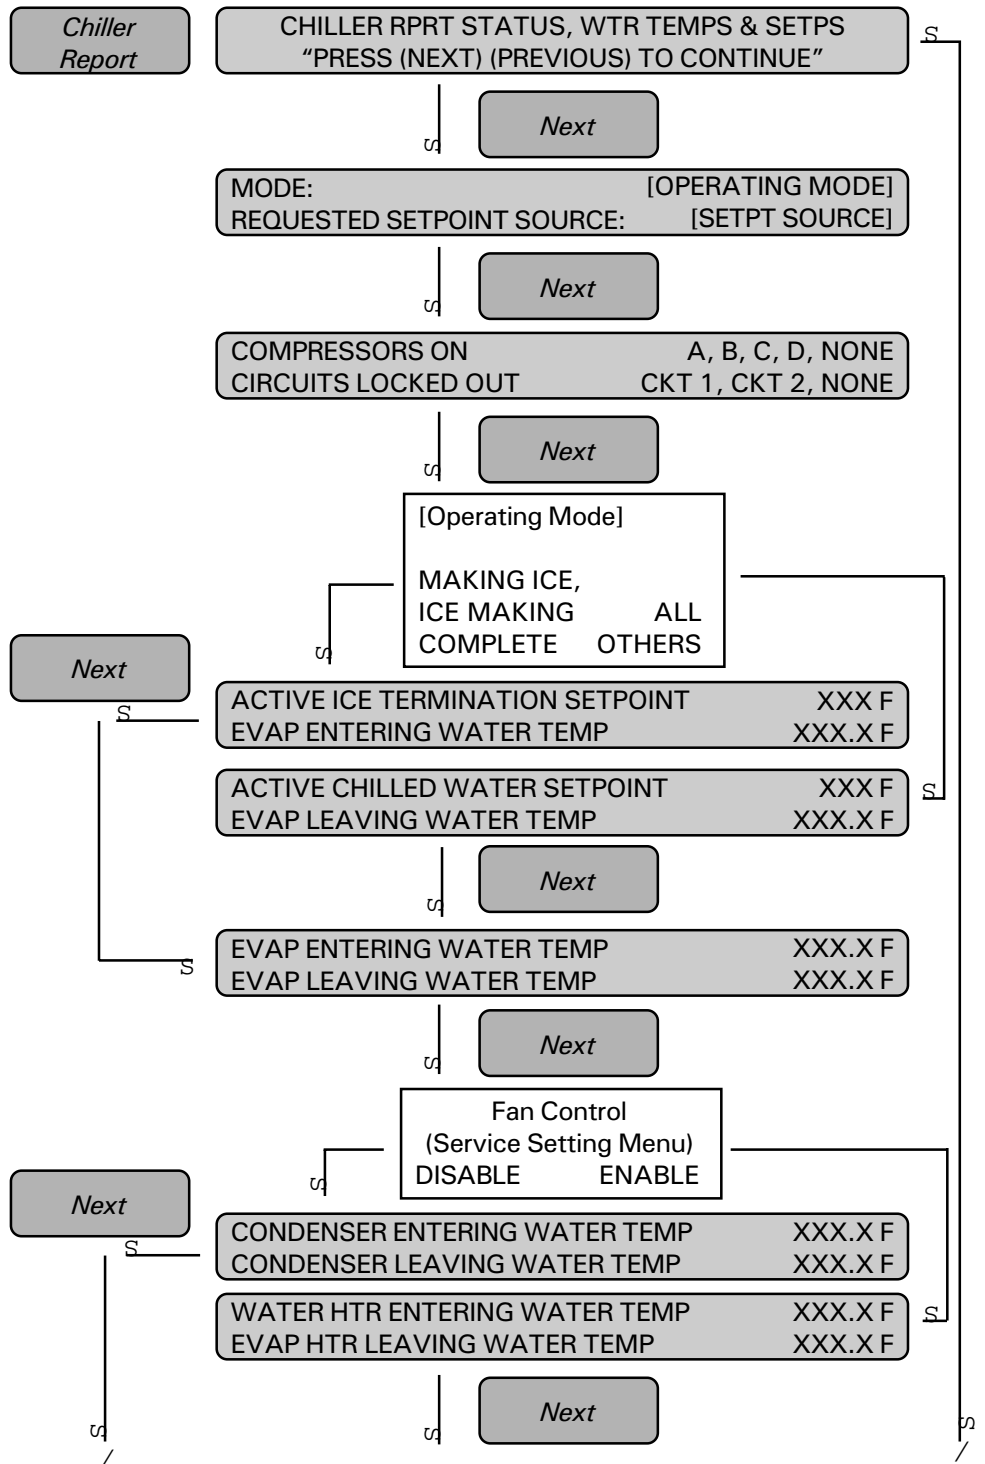 Chiller
Report
CHILLER RPRT STATUS, WTR TEMPS & SETPS
“PRESS (NEXT) (PREVIOUS) TO CONTINUE”
S
S
Next
MODE: [OPERATING MODE]
REQUESTED SETPOINT SOURCE: [SETPT SOURCE]
S
Next
COMPRESSORS ON A, B, C, D, NONE
CIRCUITS LOCKED OUT CKT 1, CKT 2, NONE
S
Next
[Operating Mode]
MAKING ICE,
ICE MAKING ALL
COMPLETE OTHERS
S
Next
S
ACTIVE ICE TERMINATION SETPOINT XXX F
EVAP ENTERING WATER TEMP XXX.X F
ACTIVE CHILLED WATER SETPOINT XXX F
EVAP LEAVING WATER TEMP XXX.X F
S
S
Next
S
EVAP ENTERING WATER TEMP XXX.X F
EVAP LEAVING WATER TEMP XXX.X F
S
Next
Fan Control
(Service Setting Menu)
DISABLE ENABLE
S
Next
S
CONDENSER ENTERING WATER TEMP XXX.X F
CONDENSER LEAVING WATER TEMP XXX.X F
WATER HTR ENTERING WATER TEMP XXX.X F
EVAP HTR LEAVING WATER TEMP XXX.X F
S
S
/
S
Next
S
/